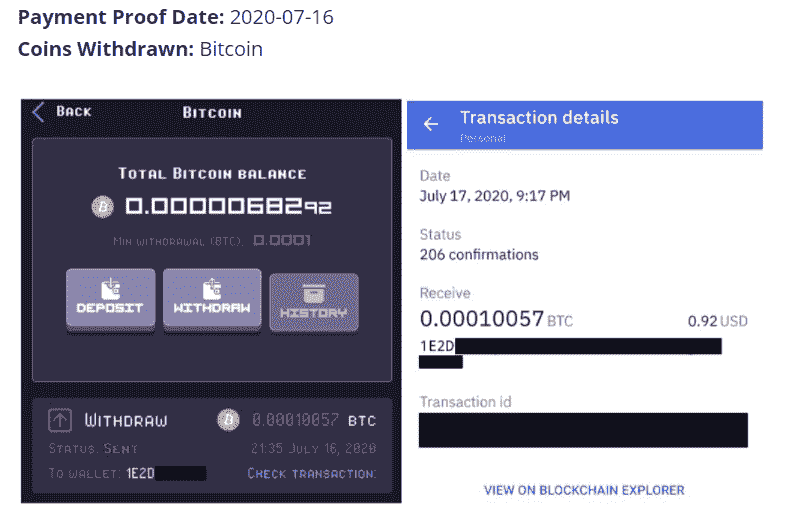 Payment Proof Date: 2020-07-16
Coins Withdrawn: Bitcoin
Back
Bitcoin
Total Bitcoin balance
0.0000068292
Min withdrawal (BTC): 0.0001
Deposit
Withdraw
History
Withdraw
0.00010057 BTC
Status: Sent
21:35 July 16, 2020
To wallet: 1E2D
Check transaction:
Transaction details
Personal
Date
July 17, 2020, 9:17 PM
Status
206 confirmations
Receive
0.00010057 BTC
0.92 USD
1E2D
Transaction id
VIEW ON BLOCKCHAIN EXPLORER